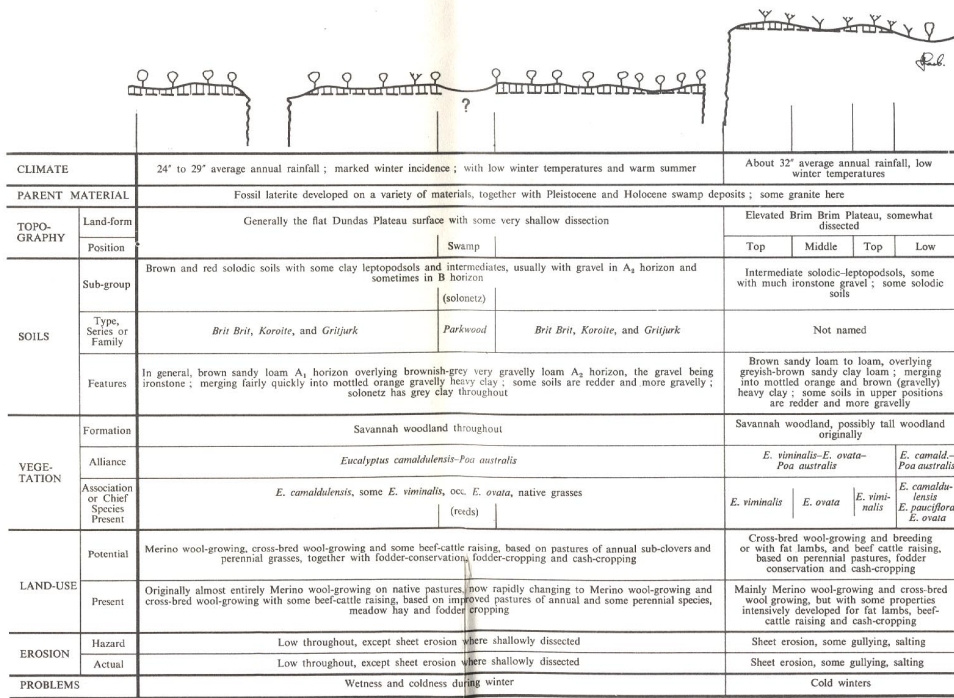 ?
CLIMATE
24" to 29" average annual rainfall ; marked winter incidence ; with low winter temperatures and warm summer
About 32" average annual rainfall, low
winter temperatures
PARENT MATERIAL
Fossil laterite developed on a variety of materials, together with Pleistocene and Holocene swamp deposits ; some granite here
TOPO-
GRAPHY
Land-form
Generally the flat Dundas Plateau surface with some very shallow dissection
Elevated Brim Brim Plateau, somewhat
dissected
Position
Swamp
Top
Middle
Top
Low
SOILS
Sub-group
Brown and red solodic soils with some clay leptopodsols and intermediates, usually with gravel in A₂ horizon and
sometimes in B horizon
(solonetz)
Intermediate solodic–leptopodsols, some
with much ironstone gravel ; some solodic
soils
Type,
Series or
Family
Brit Brit, Koroite, and Gritjurk
Parkwood
Brit Brit, Koroite, and Gritjurk
Not named
Features
In general, brown sandy loam A₁ horizon overlying brownish-grey very gravelly loam A₂ horizon, the gravel being
ironstone ; merging fairly quickly into mottled orange gravelly heavy clay ; some soils are redder and more gravelly ;
solonetz has grey clay throughout
Brown sandy loam to loam, overlying
greyish-brown sandy clay loam ; merging
into mottled orange and brown (gravelly)
heavy clay ; some soils in upper positions
are redder and more gravelly
VEGE-
TATION
Formation
Savannah woodland throughout
Savannah woodland, possibly tall woodland
originally
Alliance
Eucalyptus camaldulensis–Poa australis
E. viminalis–E. ovata–
Poa australis
E. camald.–
Poa australis
Association
or Chief
Species
Present
E. camaldulensis, some E. viminalis, occ. E. ovata, native grasses
(reeds)
E. viminalis
E. ovata
E. vimi-
nalis
E. camaldu-
lensis
E. pauciflora
E. ovata
LAND-USE
Potential
Merino wool-growing, cross-bred wool-growing and some beef-cattle raising, based on pastures of annual sub-clovers and
perennial grasses, together with fodder-conservation, fodder-cropping and cash-cropping
Cross-bred wool-growing and breeding
or with fat lambs, and beef cattle raising,
based on perennial pastures, fodder
conservation and cash-cropping
Present
Originally almost entirely Merino wool-growing on native pastures, now rapidly changing to Merino wool-growing and
cross-bred wool-growing with some beef-cattle raising, based on improved pastures of annual and some perennial species,
meadow hay and fodder cropping
Mainly Merino wool-growing and cross-bred
wool growing, but with some properties
intensively developed for fat lambs, beef-
cattle raising and cash-cropping
EROSION
Hazard
Low throughout, except sheet erosion where shallowly dissected
Sheet erosion, some gullying, salting
Actual
Low throughout, except sheet erosion where shallowly dissected
Sheet erosion, some gullying, salting
PROBLEMS
Wetness and coldness during winter
Cold winters